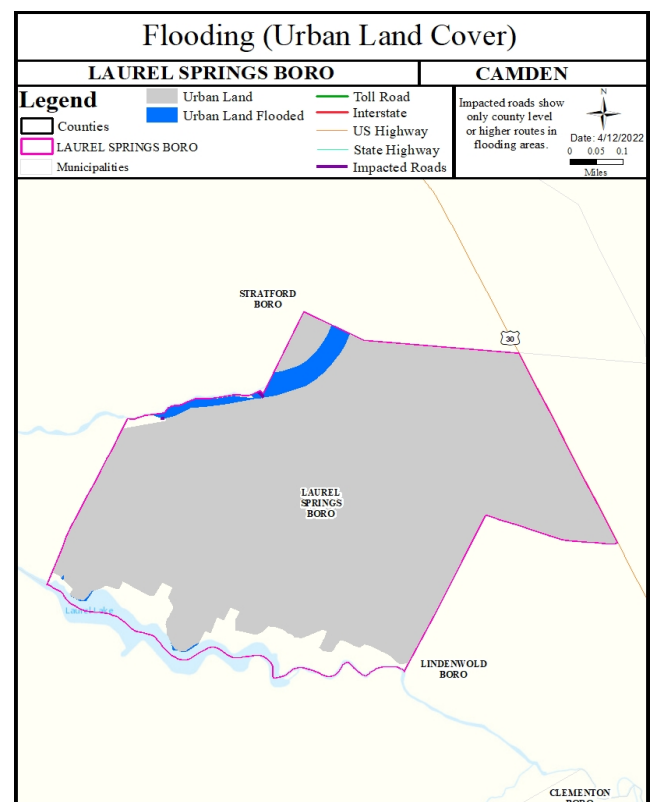 Flooding (Urban Land Cover)
LAUREL SPRINGS BORO
CAMDEN
Legend
Counties
LAUREL SPRINGS BORO
Municipalities
Urban Land
Urban Land Flooded
Toll Road
Interstate
US Highway
State Highway
Impacted Roads
Impacted roads show
only county level
or higher routes in
flooding areas.
N
Date: 4/12/2022
0 0.05 0.1
Miles
STRATFORD
BORO
30
LAUREL
SPRINGS
BORO
Laurel Lake
LINDENWOLD
BORO
CLEMENTON
BORO